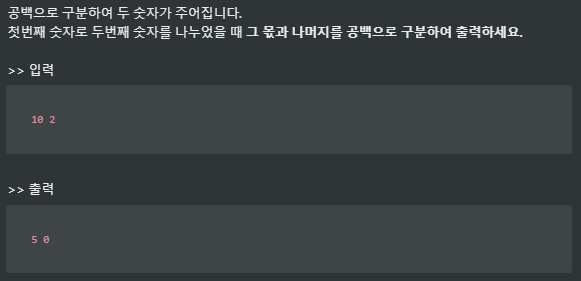 공백으로 구분하여 두 숫자가 주어집니다.
첫번째 숫자로 두번째 숫자를 나누었을 때 그 몫과 나머지를 공백으로 구분하여 출력하세요.
>> 입력
10 2
>> 출력
5 0